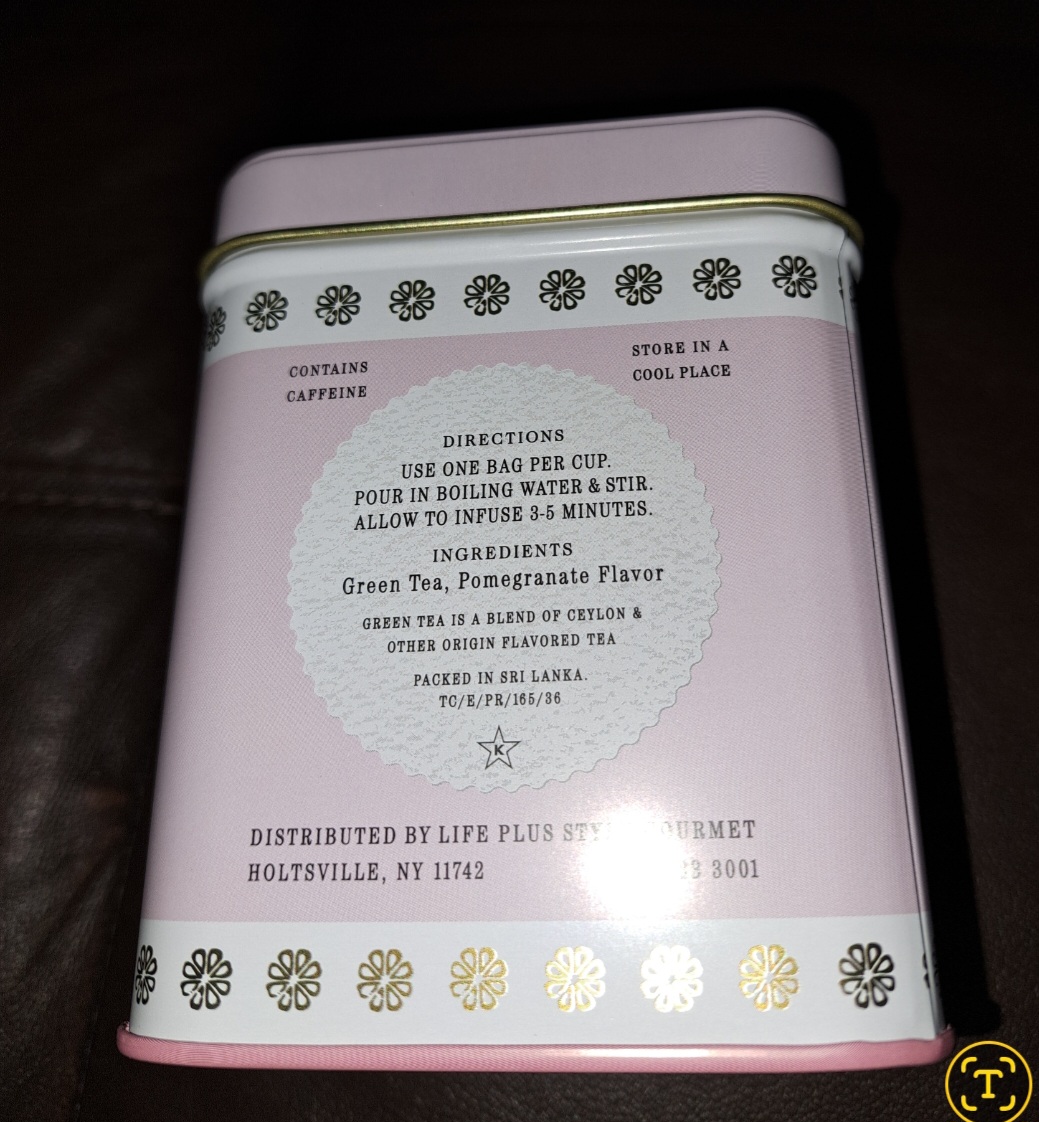 CONTAINS
CAFFEINE
STORE IN A
COOL PLACE
DIRECTIONS
USE ONE BAG PER CUP.
POUR IN BOILING WATER & STIR.
ALLOW TO INFUSE 3-5 MINUTES.
INGREDIENTS
Green Tea, Pomegranate Flavor
GREEN TEA IS A BLEND OF CEYLON &
OTHER ORIGIN FLAVORED TEA
PACKED IN SRI LANKA.
TC/E/PR/165/36
K
DISTRIBUTED BY LIFE PLUS
HOLTSVILLE, NY 11742 3001
T